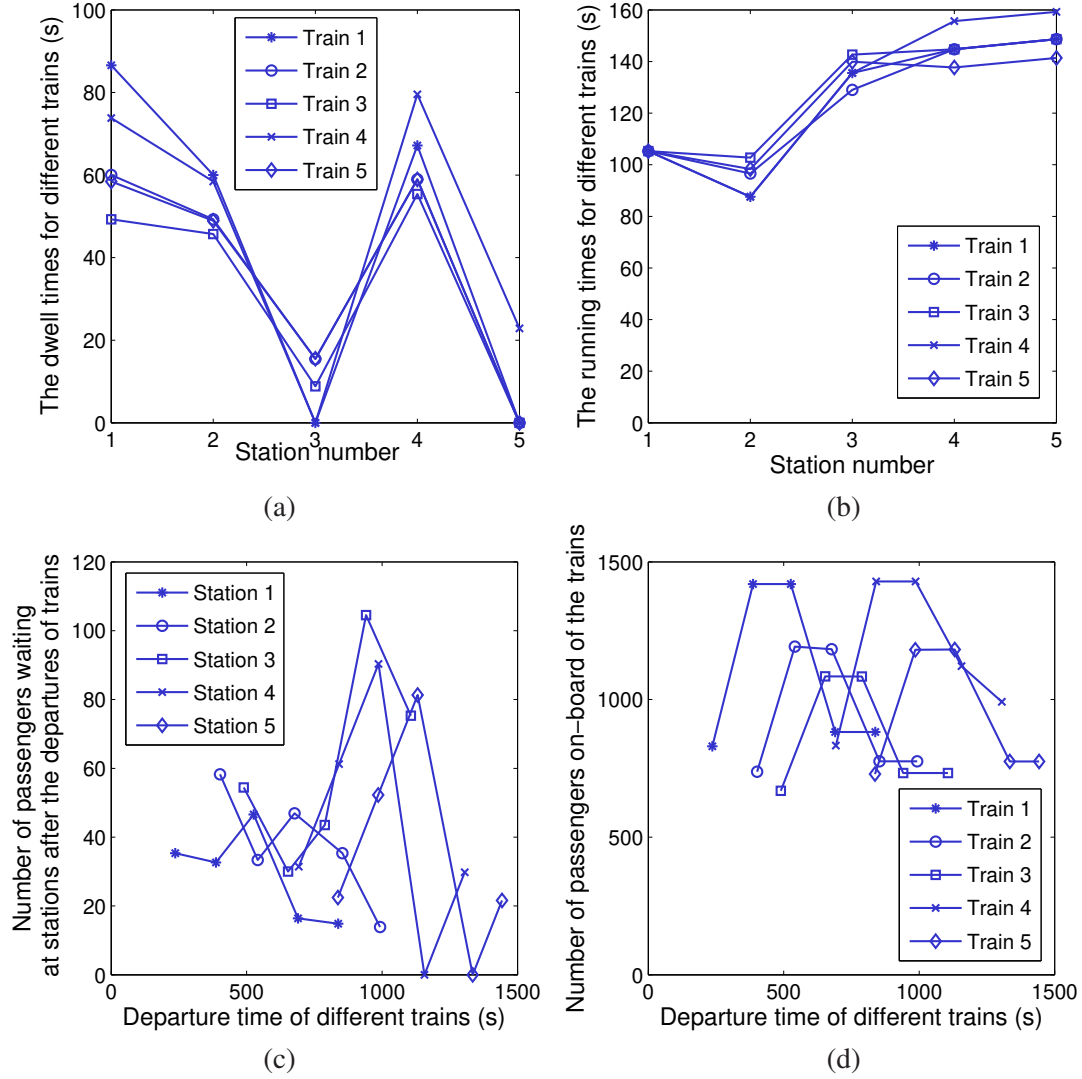 The dwell times for different trains (s)
100
80
60
40
20
0
1
2
3
4
5
Station number
Train 1
Train 2
Train 3
Train 4
Train 5
(a)
The running times for different trains (s)
160
140
120
100
80
60
40
20
0
1
2
3
4
5
Station number
Train 1
Train 2
Train 3
Train 4
Train 5
(b)
Number of passengers waiting
at stations after the departures of trains
120
100
80
60
40
20
0
0
500
1000
1500
Departure time of different trains (s)
Station 1
Station 2
Station 3
Station 4
Station 5
(c)
Number of passengers on−board of the trains
1500
1000
500
0
0
500
1000
1500
Departure time of different trains (s)
Train 1
Train 2
Train 3
Train 4
Train 5
(d)